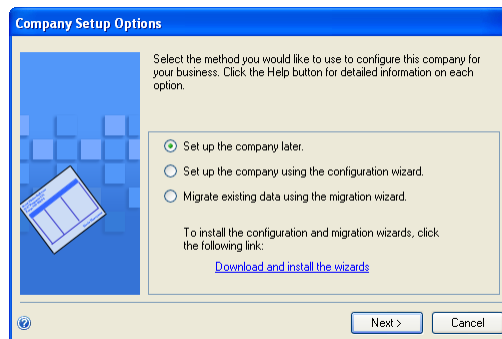 Company Setup Options
Select the method you would like to use to configure this company for
your business. Click the Help button for detailed information on each
option.
Set up the company later.
Set up the company using the configuration wizard.
Migrate existing data using the migration wizard.
To install the configuration and migration wizards, click
the following link:
Download and install the wizards
Next >
Cancel